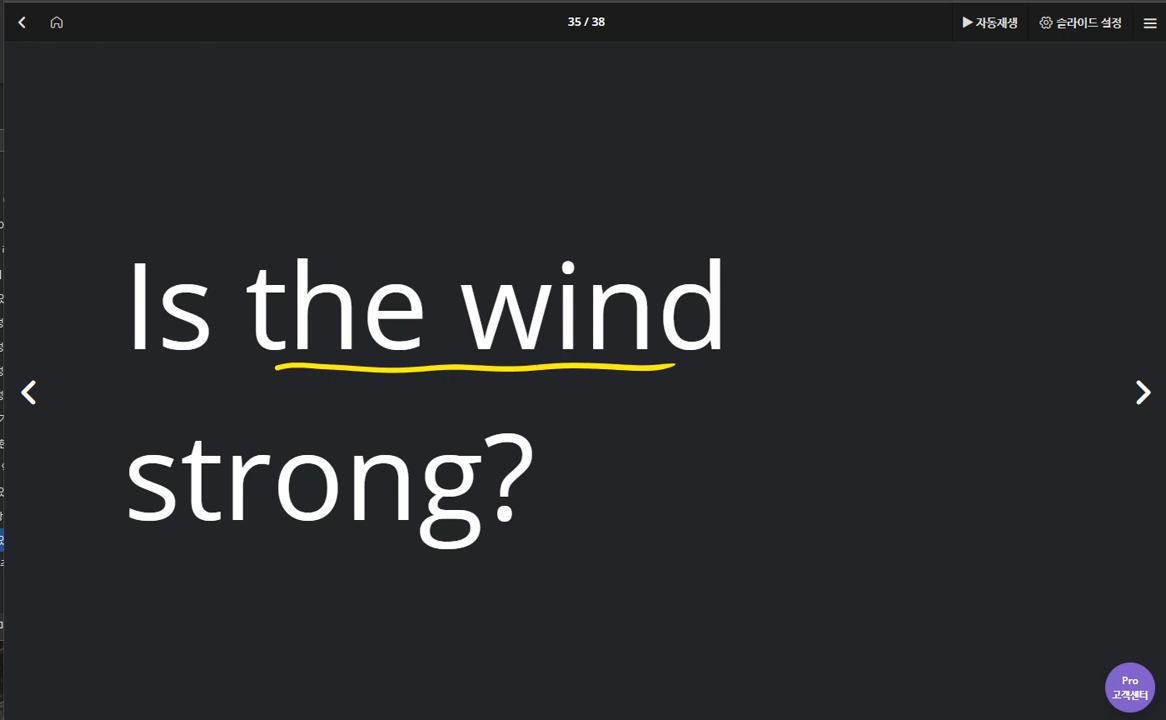 35 / 38
▶ 자동재생
슬라이드 설정
Is the wind
strong?
Pro
고객센터